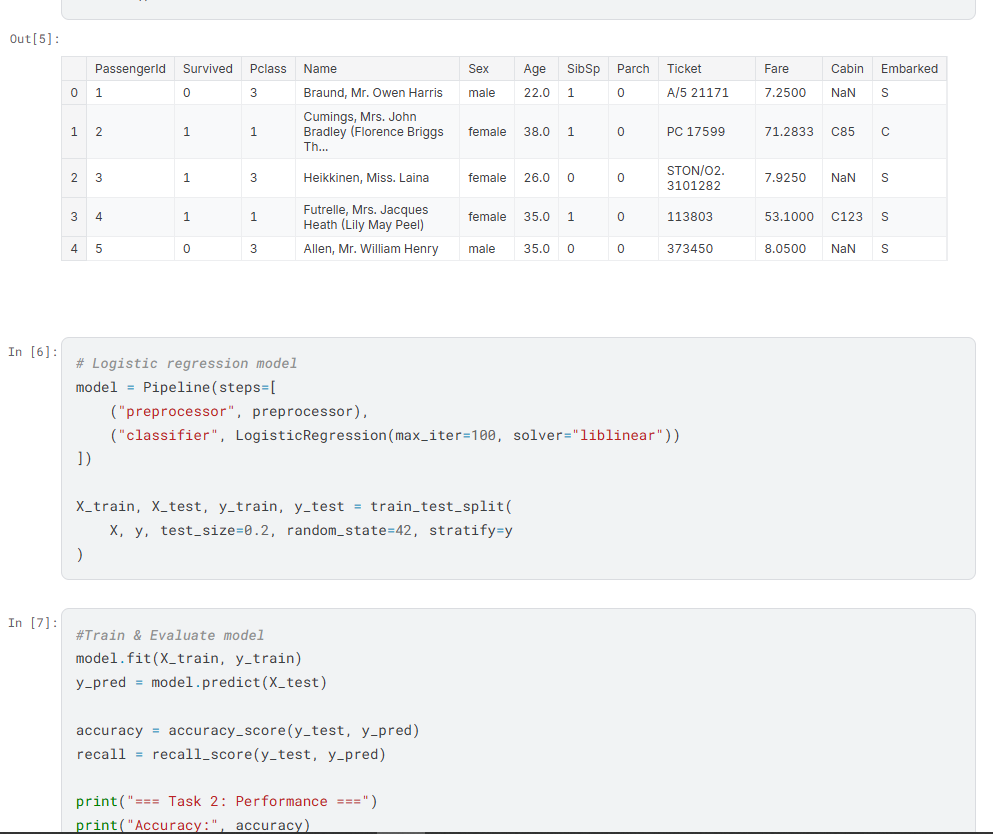 Out[5]:
PassengerId Survived Pclass Name Sex Age SibSp Parch Ticket Fare Cabin Embarked
0 1 0 3 Braund, Mr. Owen Harris male 22.0 1 0 A/5 21171 7.2500 NaN S
1 2 1 1 Cumings, Mrs. John Bradley (Florence Briggs Th... female 38.0 1 0 PC 17599 71.2833 C85 C
2 3 1 3 Heikkinen, Miss. Laina female 26.0 0 0 STON/O2. 3101282 7.9250 NaN S
3 4 1 1 Futrelle, Mrs. Jacques Heath (Lily May Peel) female 35.0 1 0 113803 53.1000 C123 S
4 5 0 3 Allen, Mr. William Henry male 35.0 0 0 373450 8.0500 NaN S
In [6]:
# Logistic regression model
model = Pipeline(steps=[
    ("preprocessor", preprocessor),
    ("classifier", LogisticRegression(max_iter=100, solver="liblinear"))
])
X_train, X_test, y_train, y_test = train_test_split(
    X, y, test_size=0.2, random_state=42, stratify=y
)
In [7]:
#Train & Evaluate model
model.fit(X_train, y_train)
y_pred = model.predict(X_test)
accuracy = accuracy_score(y_test, y_pred)
recall = recall_score(y_test, y_pred)
print("=== Task 2: Performance ===")
print("Accuracy:", accuracy)